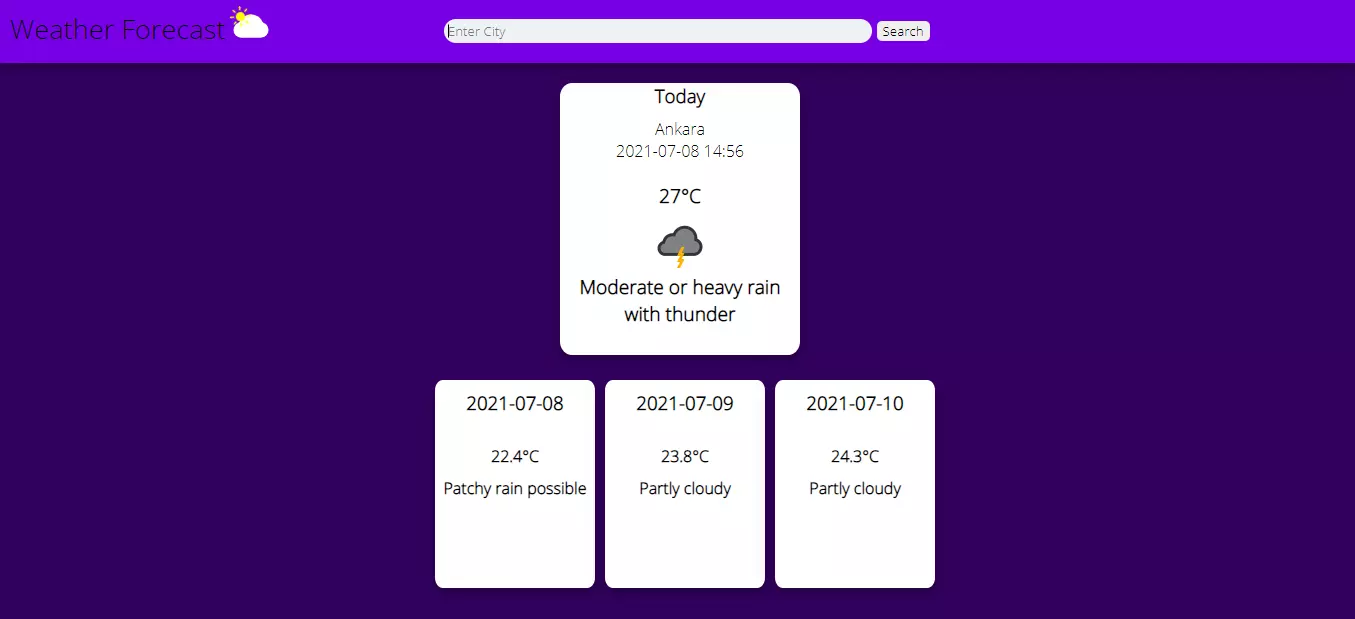 Weather Forecast
Enter City
Search
Today
Ankara
2021-07-08 14:56
27°C
Moderate or heavy rain
with thunder
2021-07-08
22.4°C
Patchy rain possible
2021-07-09
23.8°C
Partly cloudy
2021-07-10
24.3°C
Partly cloudy